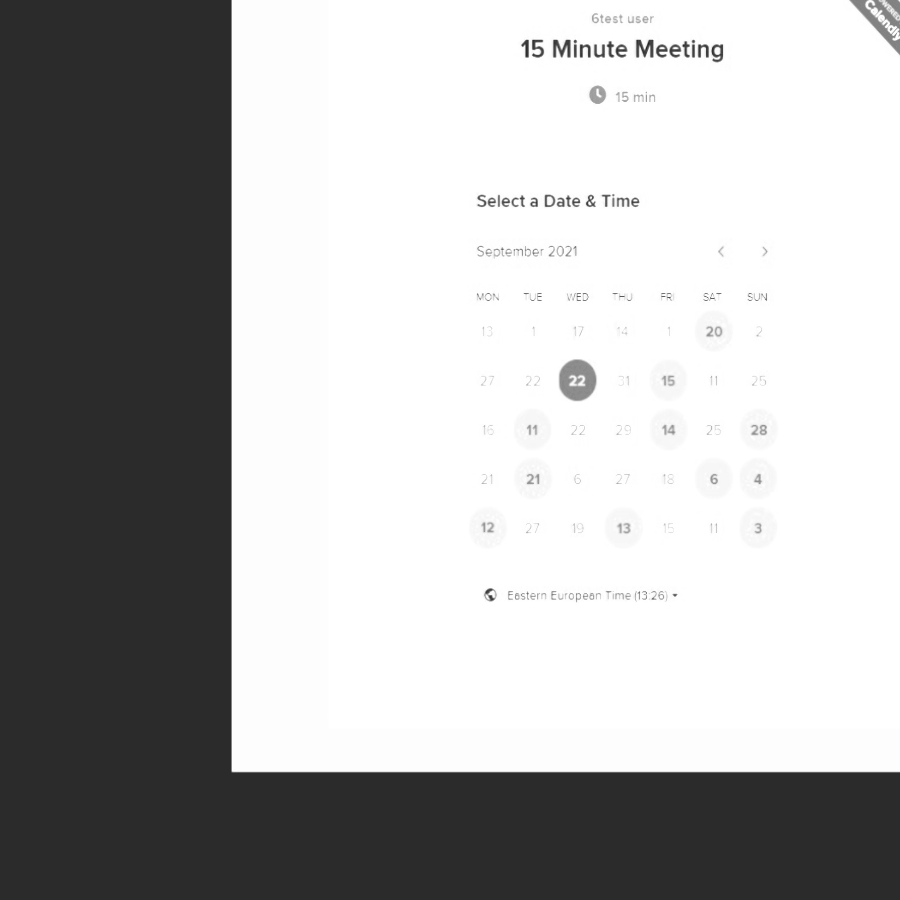 6test user
15 Minute Meeting
15 min
POWERED
Calendly
Select a Date & Time
September 2021
MON TUE WED THU FRI SAT SUN
13 1 17 14 1 20 2
27 22 22 31 15 11 25
16 11 22 29 14 25 28
21 21 6 27 18 6 4
12 27 19 13 15 11 3
Eastern European Time (13:26)